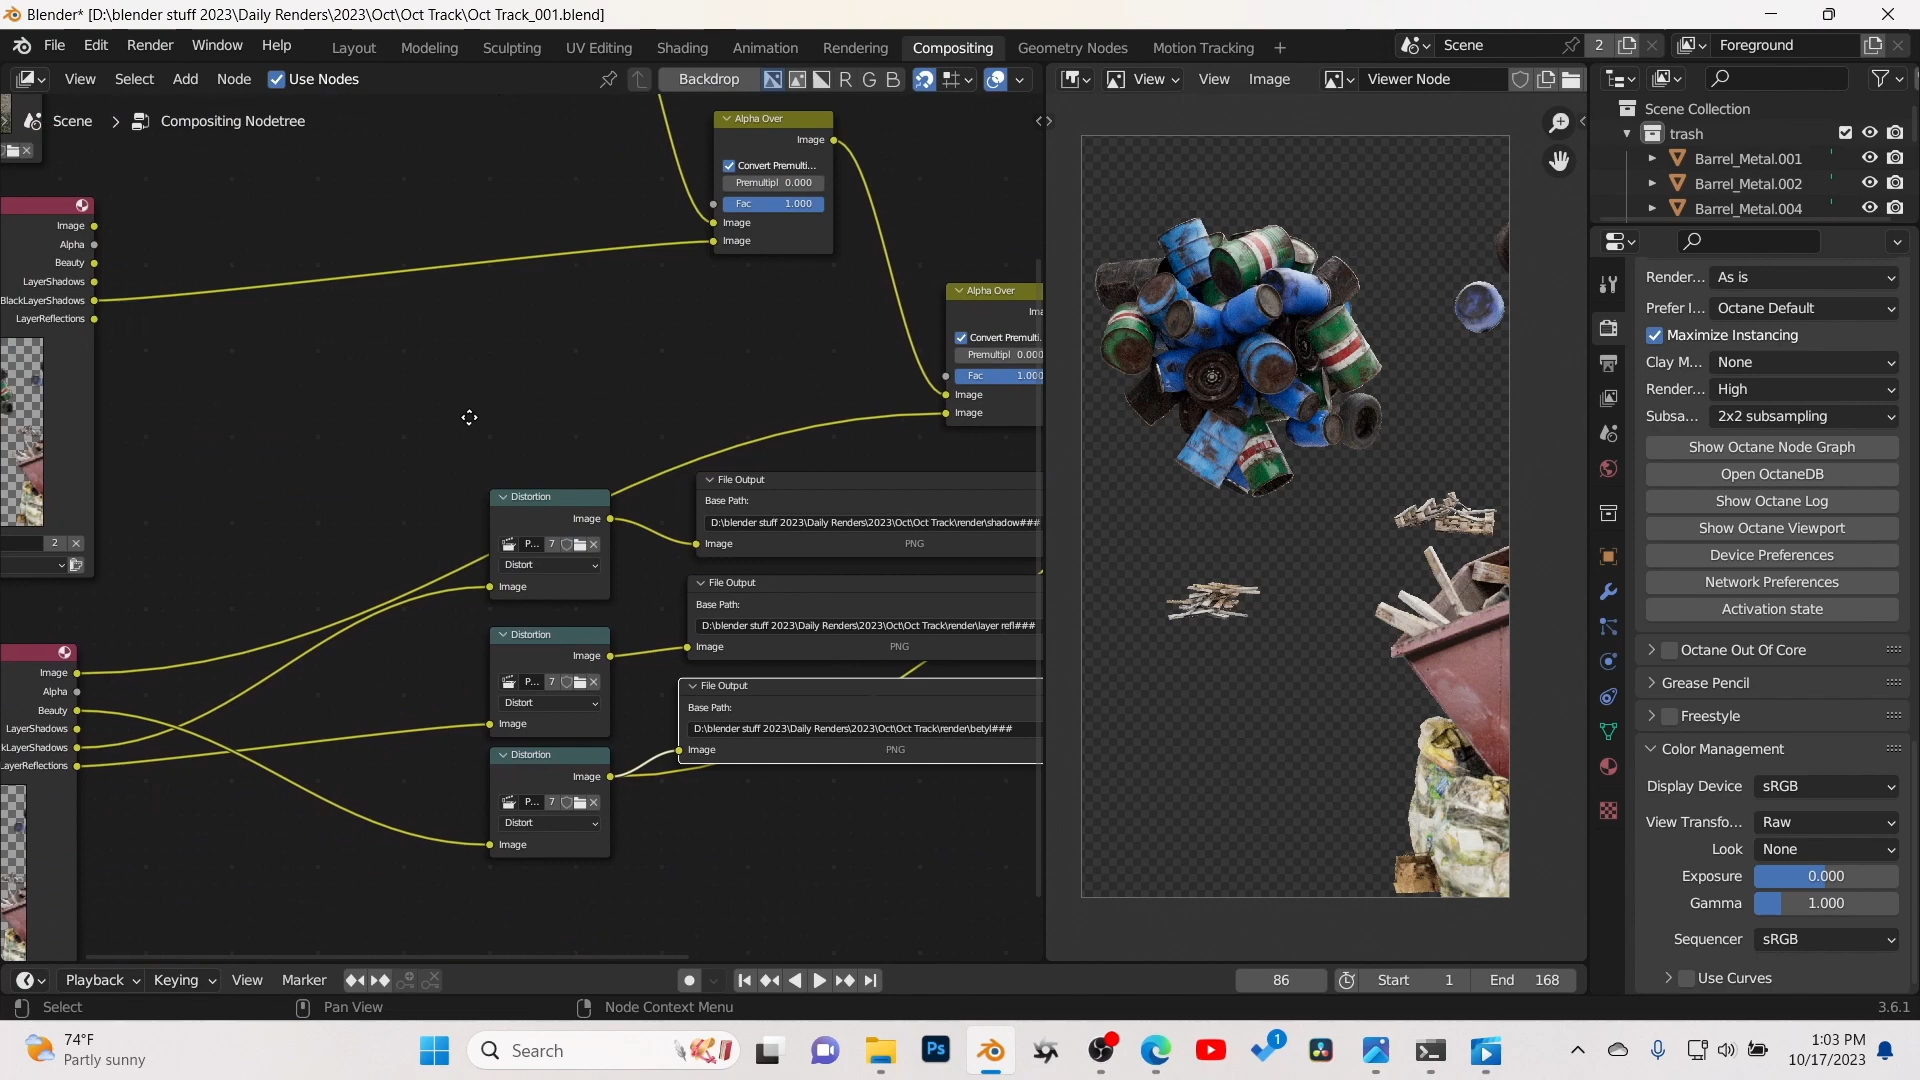 Blender* [D:\blender stuff 2023\Daily Renders\2023\Oct\Oct Track\Oct Track_001.blend]
File Edit Render Window Help Layout Modeling Sculpting UV Editing Shading Animation Rendering Compositing Geometry Nodes Motion Tracking + Scene 2 Foreground
View Select Add Node Use Nodes Backdrop R G B View View Image Viewer Node
Scene > Compositing Nodetree
Scene Collection
trash
Barrel_Metal.001
Barrel_Metal.002
Barrel_Metal.004
Alpha Over
Image
Convert Premulti...
Premultipl 0.000
Fac 1.000
Image
Image
Image
Alpha
Beauty
LayerShadows
BlackLayerShadows
LayerReflections
2
Alpha Over
Ima
Convert Premulti.
Premultipl 0.000
Fac 1.000
Image
Image
Distortion
Image
P... 7
Distort
Image
File Output
Base Path:
D:\blender stuff 2023\Daily Renders\2023\Oct\Oct Track\render\shadow###
Image PNG
Distortion
Image
P... 7
Distort
Image
File Output
Base Path:
D:\blender stuff 2023\Daily Renders\2023\Oct\Oct Track\render\layer refl###
Image PNG
Distortion
Image
P... 7
Distort
Image
File Output
Base Path:
D:\blender stuff 2023\Daily Renders\2023\Oct\Oct Track\render\betyl###
Image PNG
Image
Alpha
Beauty
LayerShadows
kLayerShadows
LayerReflections
Render... As is
Prefer I... Octane Default
Maximize Instancing
Clay M... None
Render... High
Subsa... 2x2 subsampling
Show Octane Node Graph
Open OctaneDB
Show Octane Log
Show Octane Viewport
Device Preferences
Network Preferences
Activation state
Octane Out Of Core
Grease Pencil
Freestyle
Color Management
Display Device sRGB
View Transfo... Raw
Look None
Exposure 0.000
Gamma 1.000
Sequencer sRGB
Use Curves
Playback Keying View Marker 86 Start 1 End 168
Select Pan View Node Context Menu 3.6.1
74°F
Partly sunny
Search
Ps
1
1:03 PM
10/17/2023